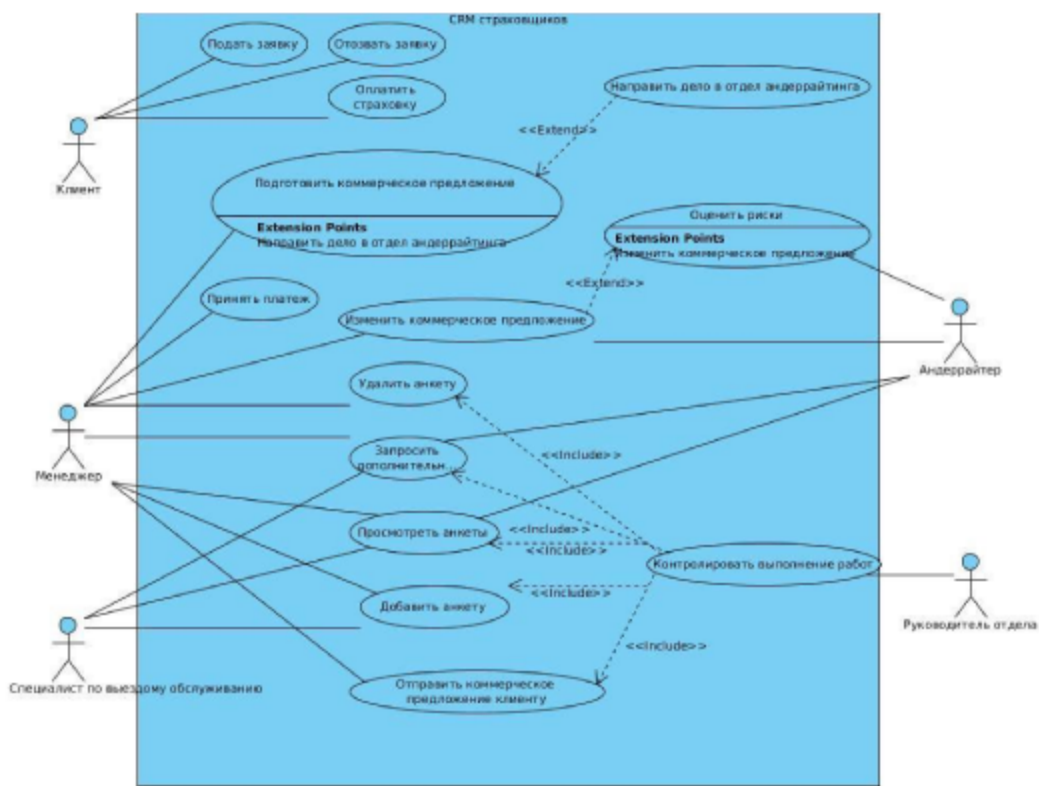 CRM страховщиков
Подать заявку
Отозвать заявку
Оплатить
страховку
Направить дело в отдел андеррайтинга
<<Extend>>
Клиент
Подготовить коммерческое предложение
Extension Points
Направить дело в отдел андеррайтинга
Оценить риски
Extension Points
Изменить коммерческое предложение
<<Extend>>
Принять платеж
Изменить коммерческое предложение
Андеррайтер
Удалить анкету
Менеджер
Запросить
дополнительн...
<<Include>>
Просмотреть анкеты
<<Include>>
<<Include>>
Контролировать выполнение работ
Добавить анкету
<<Include>>
Руководитель отдела
<<Include>>
Специалист по выездому обслуживанию
Отправить коммерческое
предложение клиенту